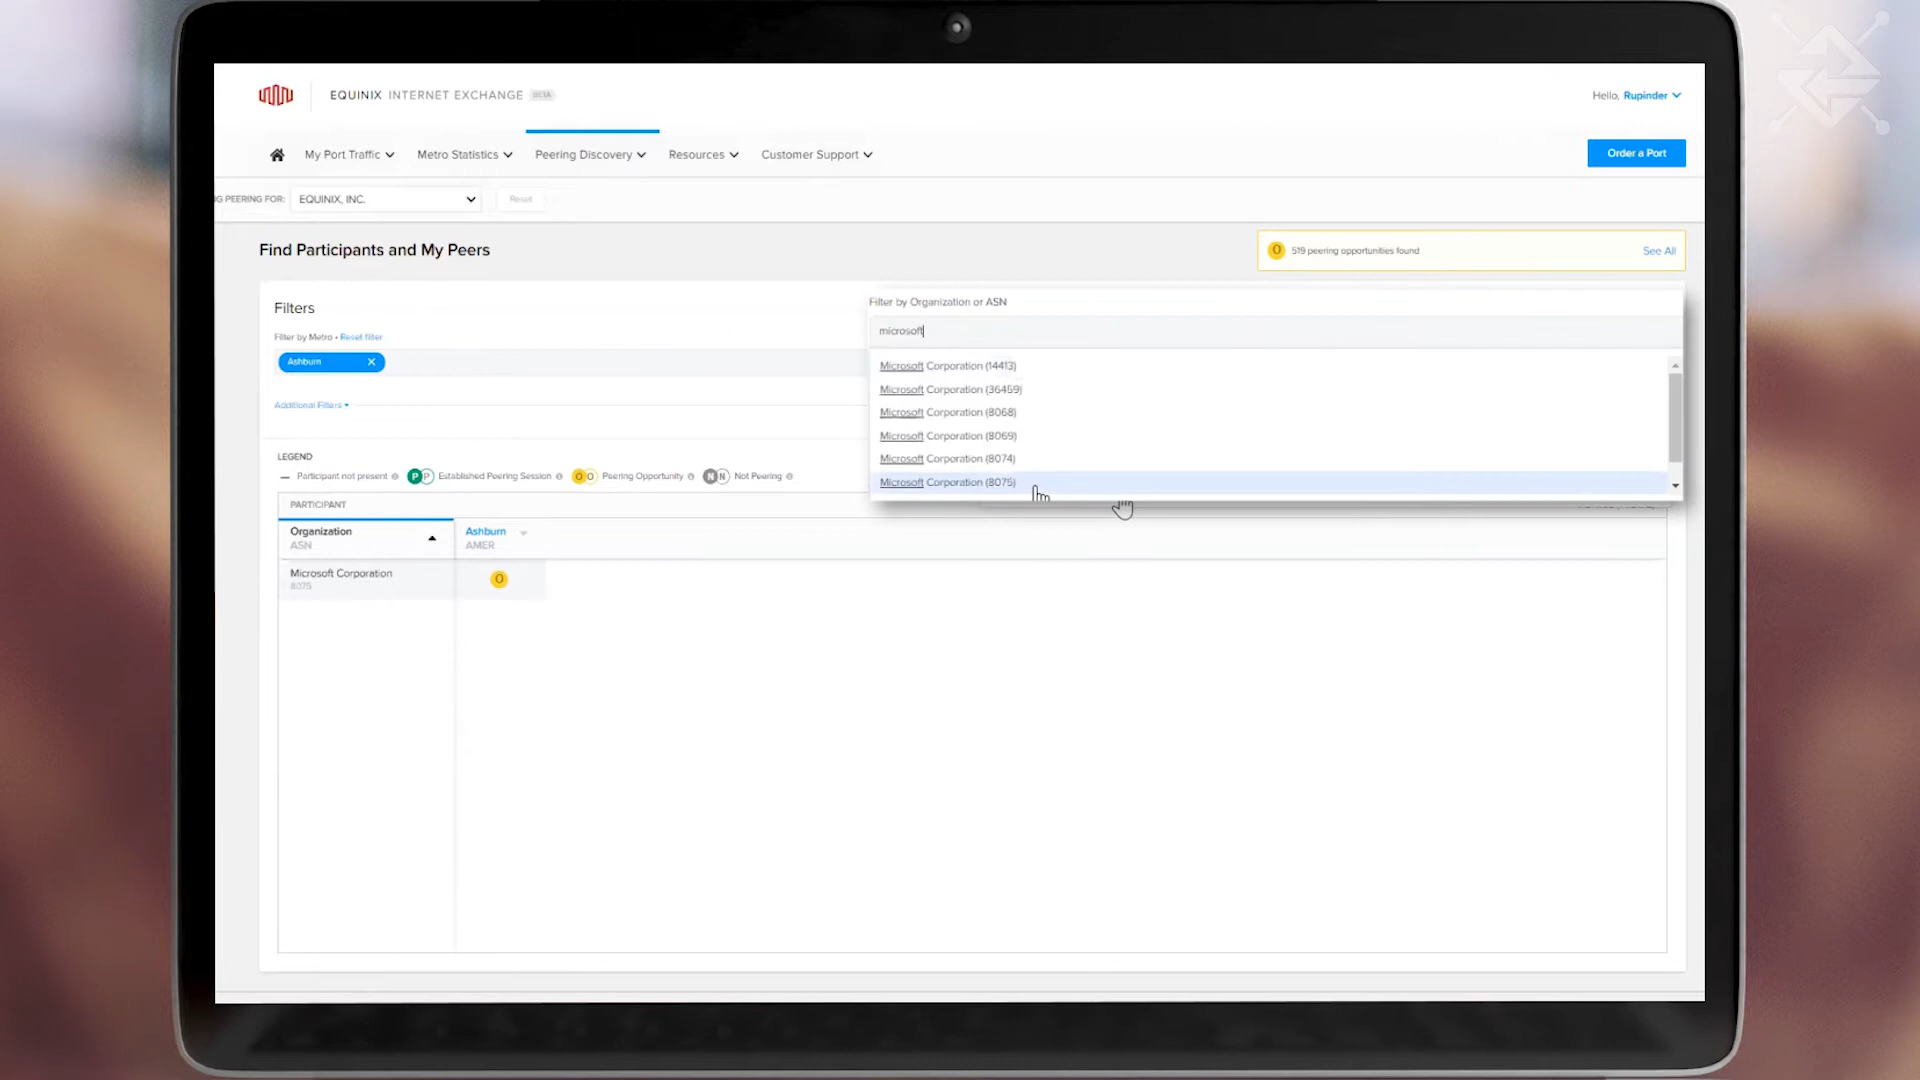 EQUINIX INTERNET EXCHANGE BETA
Hello, Rupinder
My Port Traffic
Metro Statistics
Peering Discovery
Resources
Customer Support
Order a Port
G PEERING FOR:
EQUINIX, INC.
Reset
Find Participants and My Peers
O 519 peering opportunities found
See All
Filters
Filter by Metro • Reset filter
Ashburn
Additional Filters
Filter by Organization or ASN
microsoft
Microsoft Corporation (14413)
Microsoft Corporation (36459)
Microsoft Corporation (8068)
Microsoft Corporation (8069)
Microsoft Corporation (8074)
Microsoft Corporation (8075)
LEGEND
Participant not present
P P Established Peering Session
O O Peering Opportunity
N N Not Peering
PARTICIPANT
Organization
ASN
Ashburn
AMER
Microsoft Corporation
8075
O